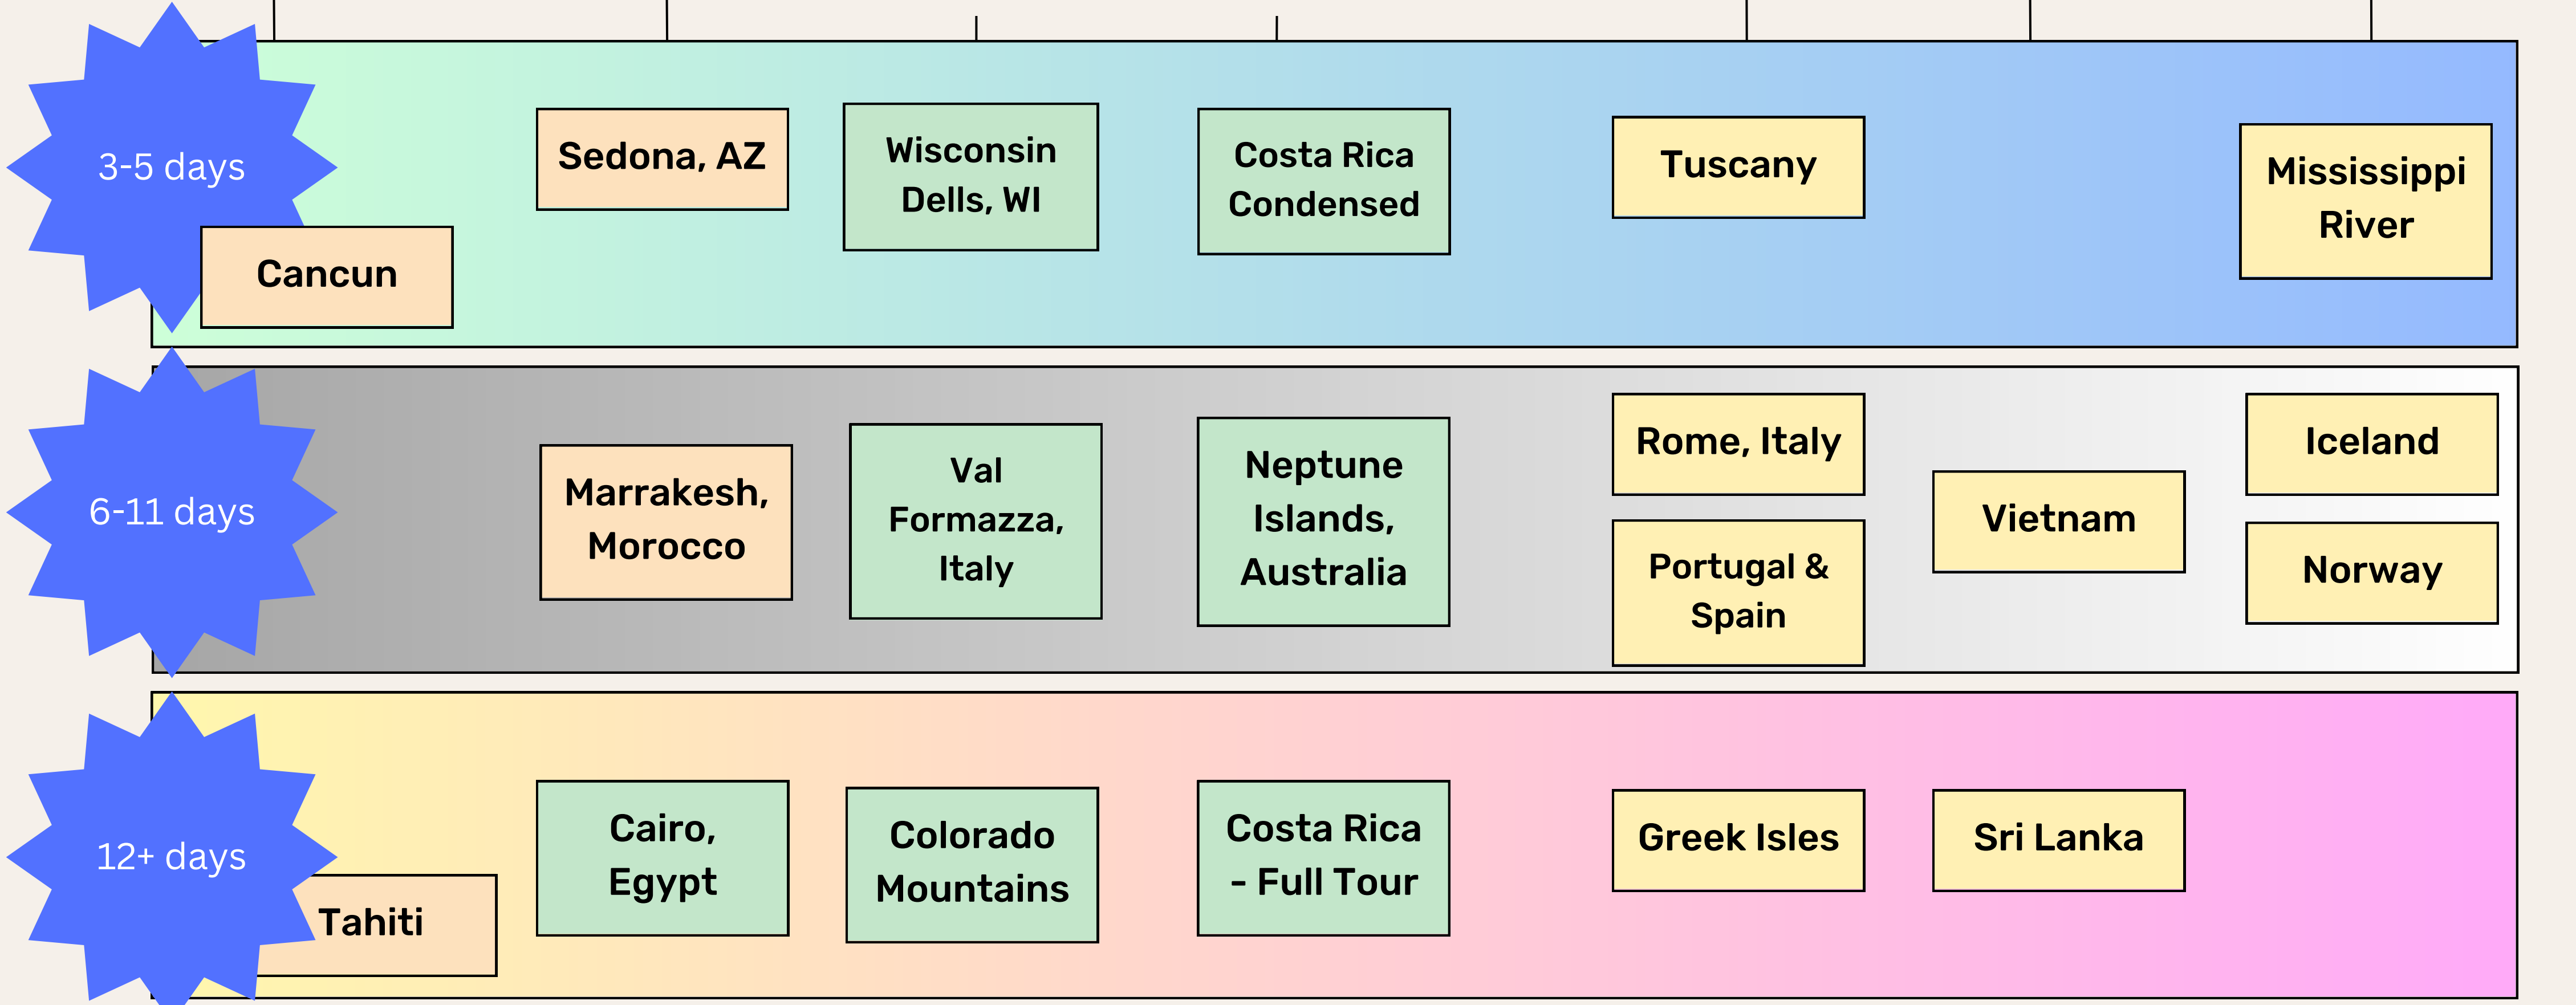 3-5 days
Cancun
Sedona, AZ
Wisconsin
Dells, WI
Costa Rica
Condensed
Tuscany
Mississippi
River
6-11 days
Marrakesh,
Morocco
Val
Formazza,
Italy
Neptune
Islands,
Australia
Rome, Italy
Portugal &
Spain
Vietnam
Iceland
Norway
12+ days
Tahiti
Cairo,
Egypt
Colorado
Mountains
Costa Rica
- Full Tour
Greek Isles
Sri Lanka